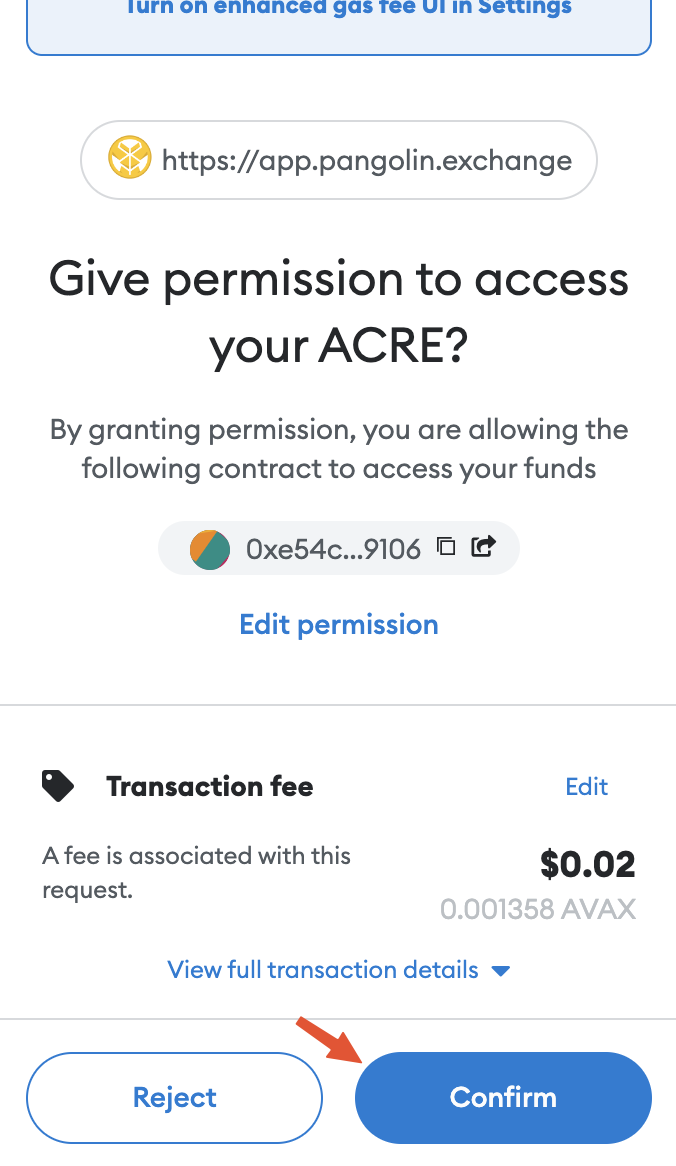 Turn on enhanced gas fee UI in Settings
https://app.pangolin.exchange
Give permission to access
your ACRE?
By granting permission, you are allowing the
following contract to access your funds
0xe54c...9106
Edit permission
Transaction fee
Edit
A fee is associated with this
request.
$0.02
0.001358 AVAX
View full transaction details
Reject
Confirm